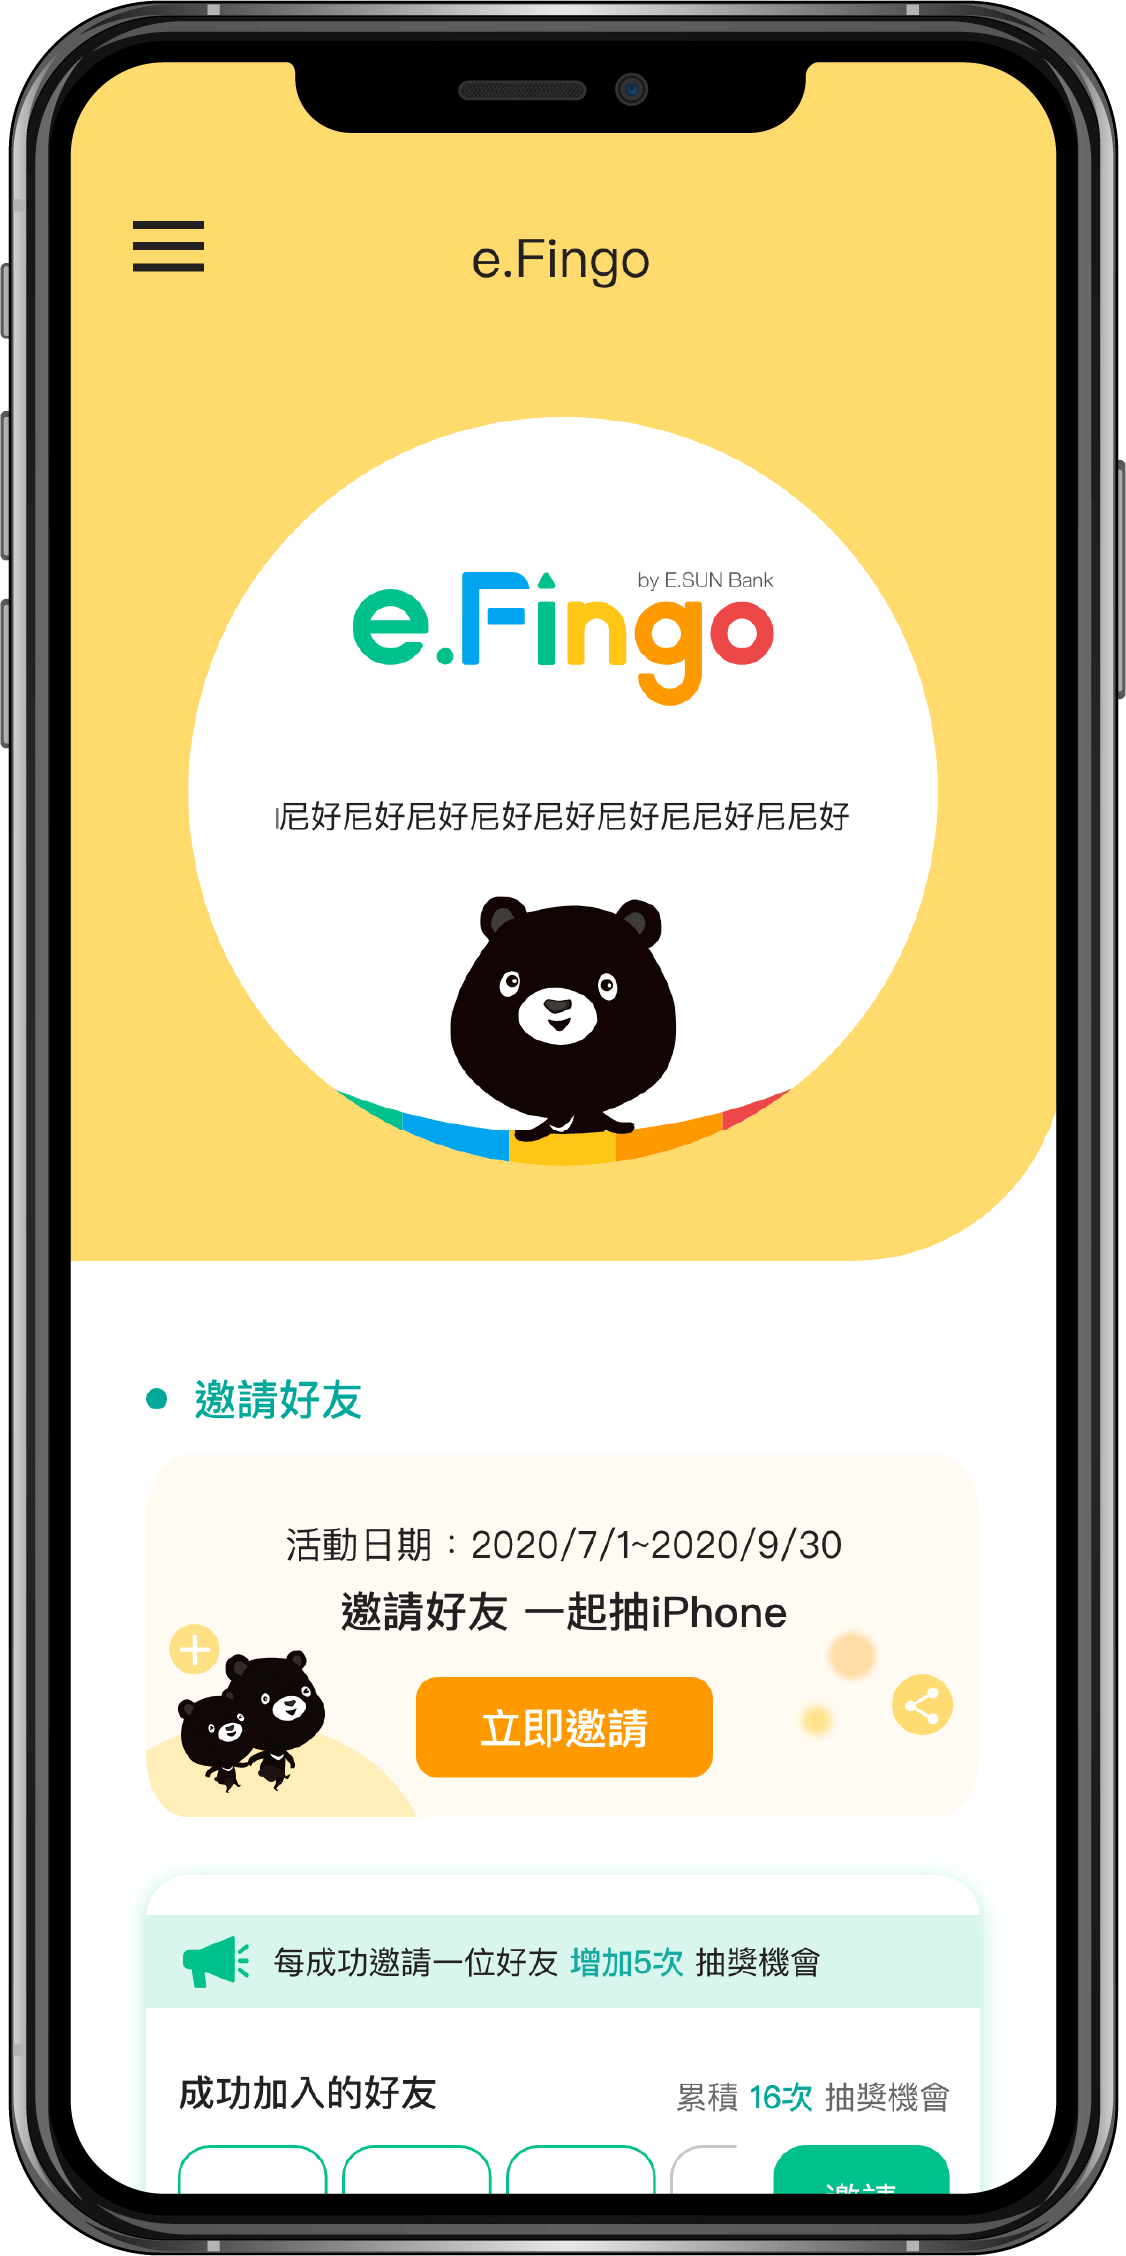 e.Fingo
by E.SUN Bank
e.Fingo
尼好尼好尼好尼好尼好尼好尼尼好尼尼好
邀請好友
活動日期：2020/7/1~2020/9/30
邀請好友 一起抽iPhone
立即邀請
每成功邀請一位好友 增加5次 抽獎機會
成功加入的好友
累積 16次 抽獎機會